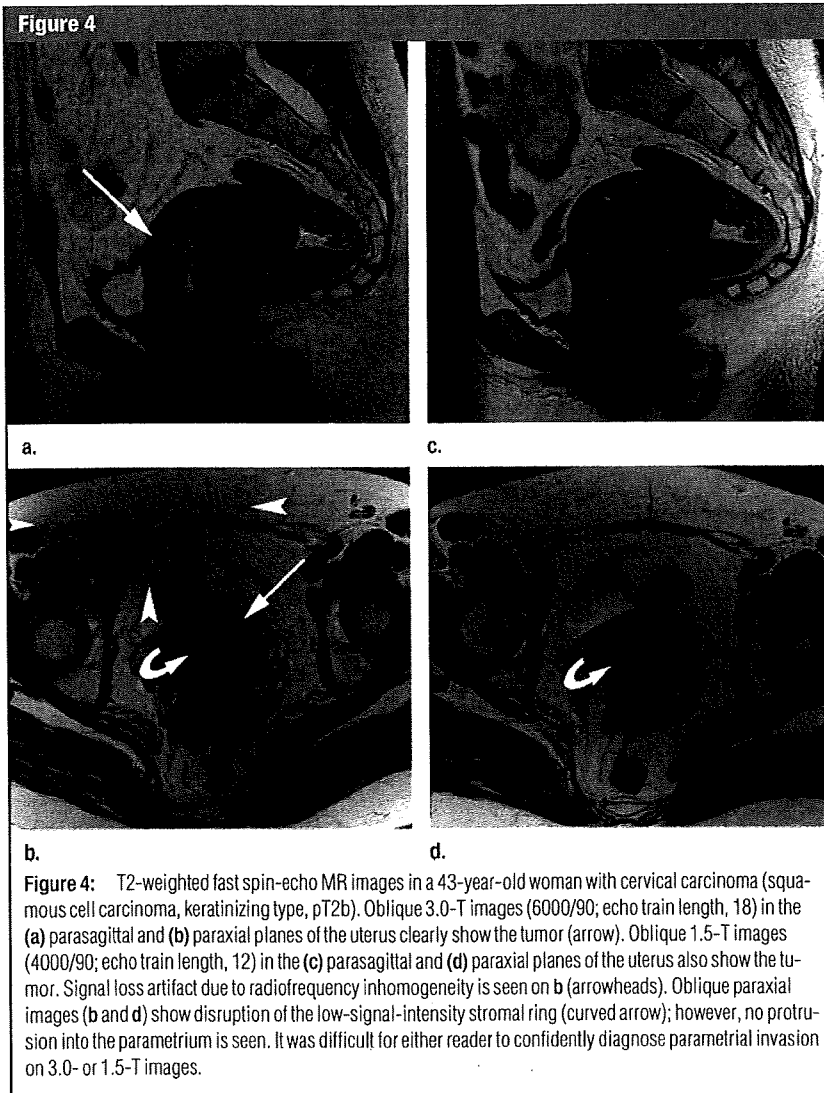 Figure 4
a.
c.
b.
d.
Figure 4: T2-weighted fast spin-echo MR images in a 43-year-old woman with cervical carcinoma (squa-
mous cell carcinoma, keratinizing type, pT2b). Oblique 3.0-T images (6000/90; echo train length, 18) in the
(a) parasagittal and (b) paraxial planes of the uterus clearly show the tumor (arrow). Oblique 1.5-T images
(4000/90; echo train length, 12) in the (c) parasagittal and (d) paraxial planes of the uterus also show the tu-
mor. Signal loss artifact due to radiofrequency inhomogeneity is seen on b (arrowheads). Oblique paraxial
images (b and d) show disruption of the low-signal-intensity stromal ring (curved arrow); however, no protru-
sion into the parametrium is seen. It was difficult for either reader to confidently diagnose parametrial invasion
on 3.0- or 1.5-T images.